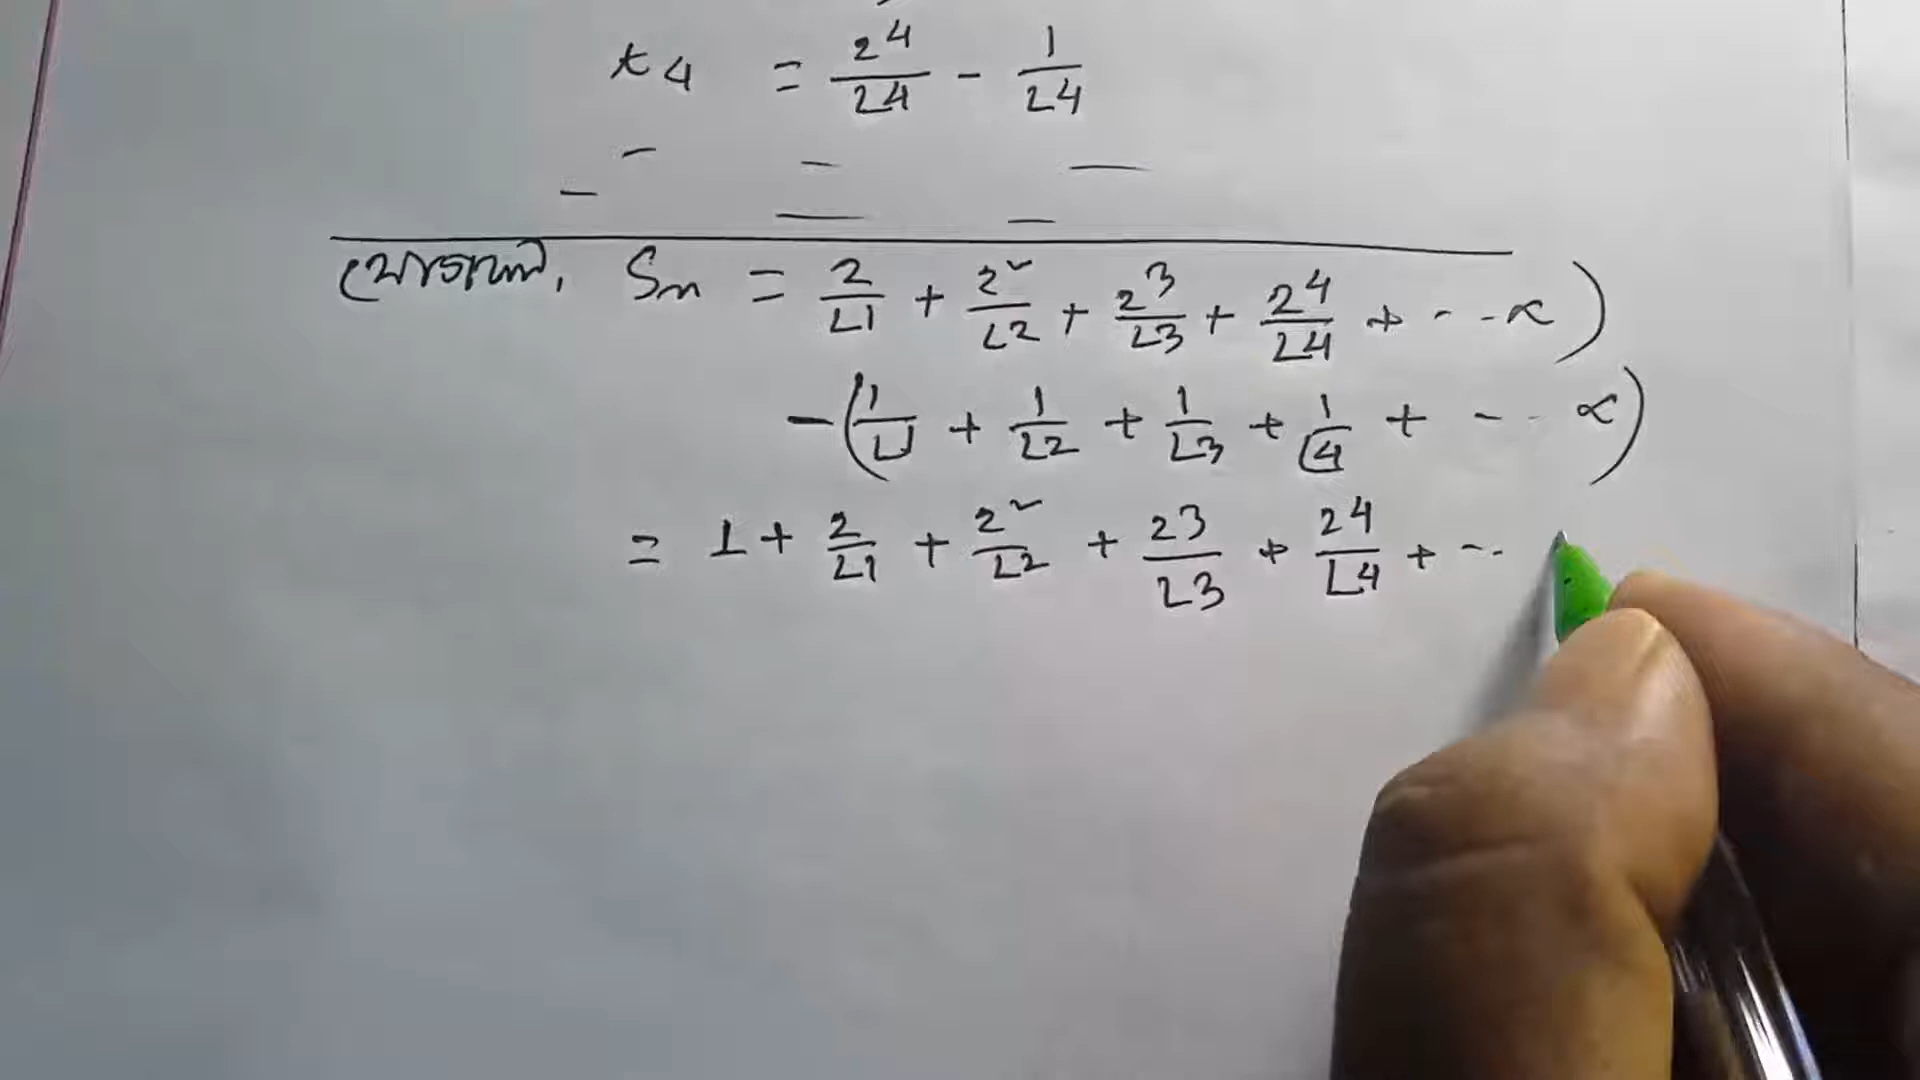 t₄ = 2⁴/∟4 - 1/∟4
- - —
- — —
যোগফল, Sₙ = 2/∟1 + 2²/∟2 + 2³/∟3 + 2⁴/∟4 + ... ∝)
-(1/∟1 + 1/∟2 + 1/∟3 + 1/∟4 + - - ∝)
= 1 + 2/∟1 + 2²/∟2 + 2³/∟3 + 2⁴/∟4 + ...